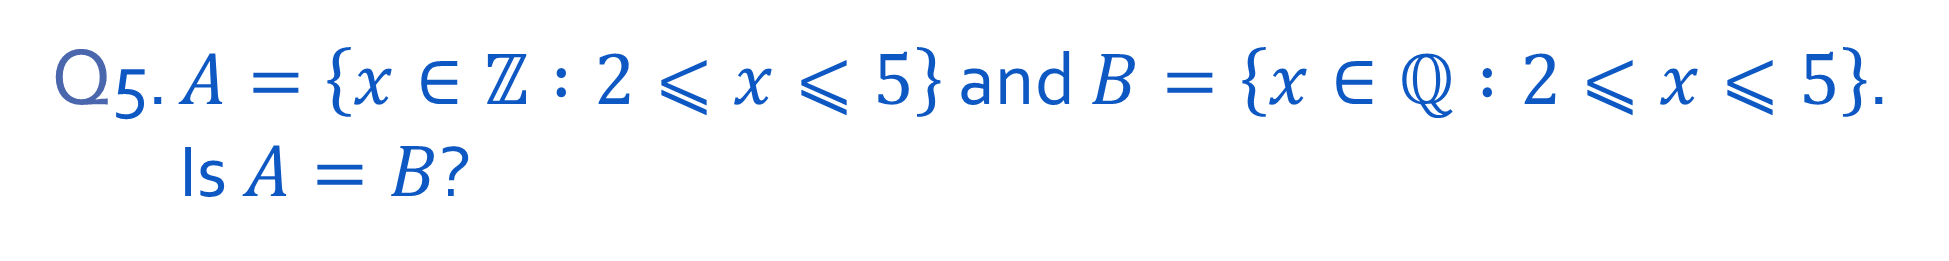 Q5. A = {x ∈ ℤ : 2 ⩽ x ⩽ 5} and B = {x ∈ ℚ : 2 ⩽ x ⩽ 5}.
Is A = B?